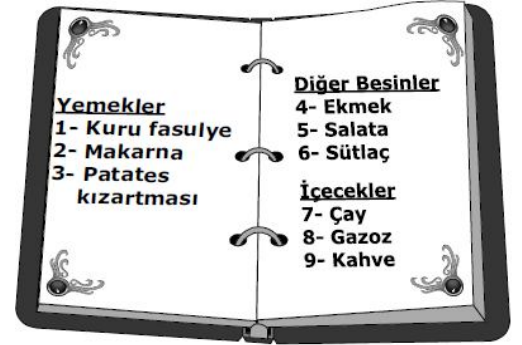 Yemekler
1- Kuru fasulye
2- Makarna
3- Patates
kızartması
Diğer Besinler
4- Ekmek
5- Salata
6- Sütlaç
İçecekler
7- Çay
8- Gazoz
9- Kahve